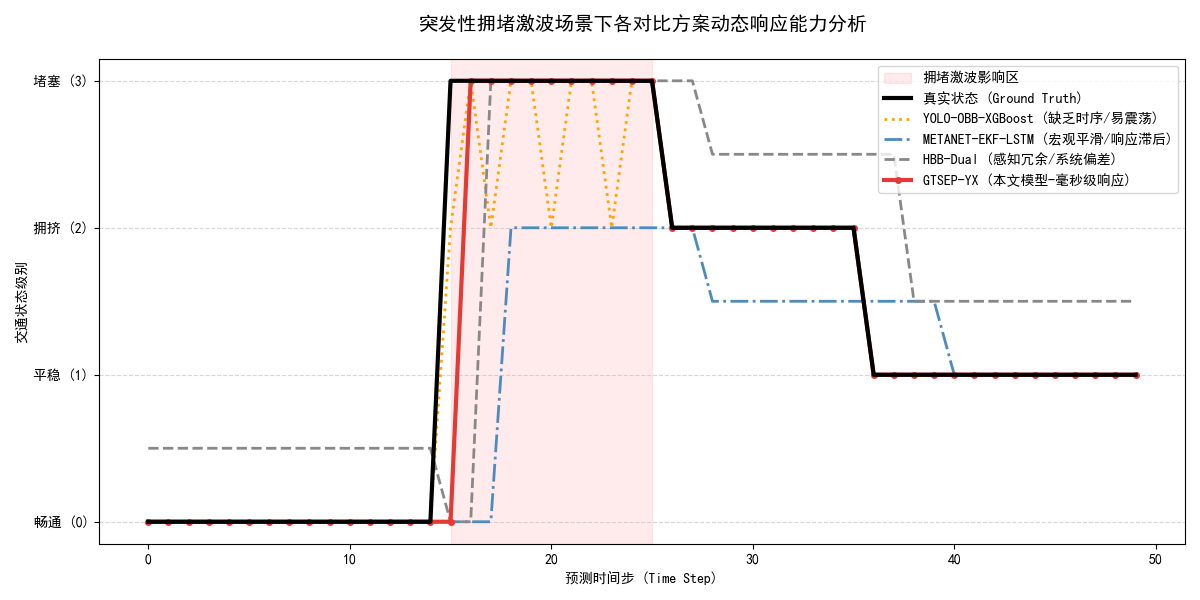 突发性拥堵激波场景下各对比方案动态响应能力分析
堵塞 (3)
拥挤 (2)
平稳 (1)
畅通 (0)
交通状态级别
拥堵激波影响区
真实状态 (Ground Truth)
YOLO-OBB-XGBoost (缺乏时序/易震荡)
METANET-EKF-LSTM (宏观平滑/响应滞后)
HBB-Dual (感知冗余/系统偏差)
GTSEP-YX (本文模型-毫秒级响应)
0 10 20 30 40 50
预测时间步 (Time Step)